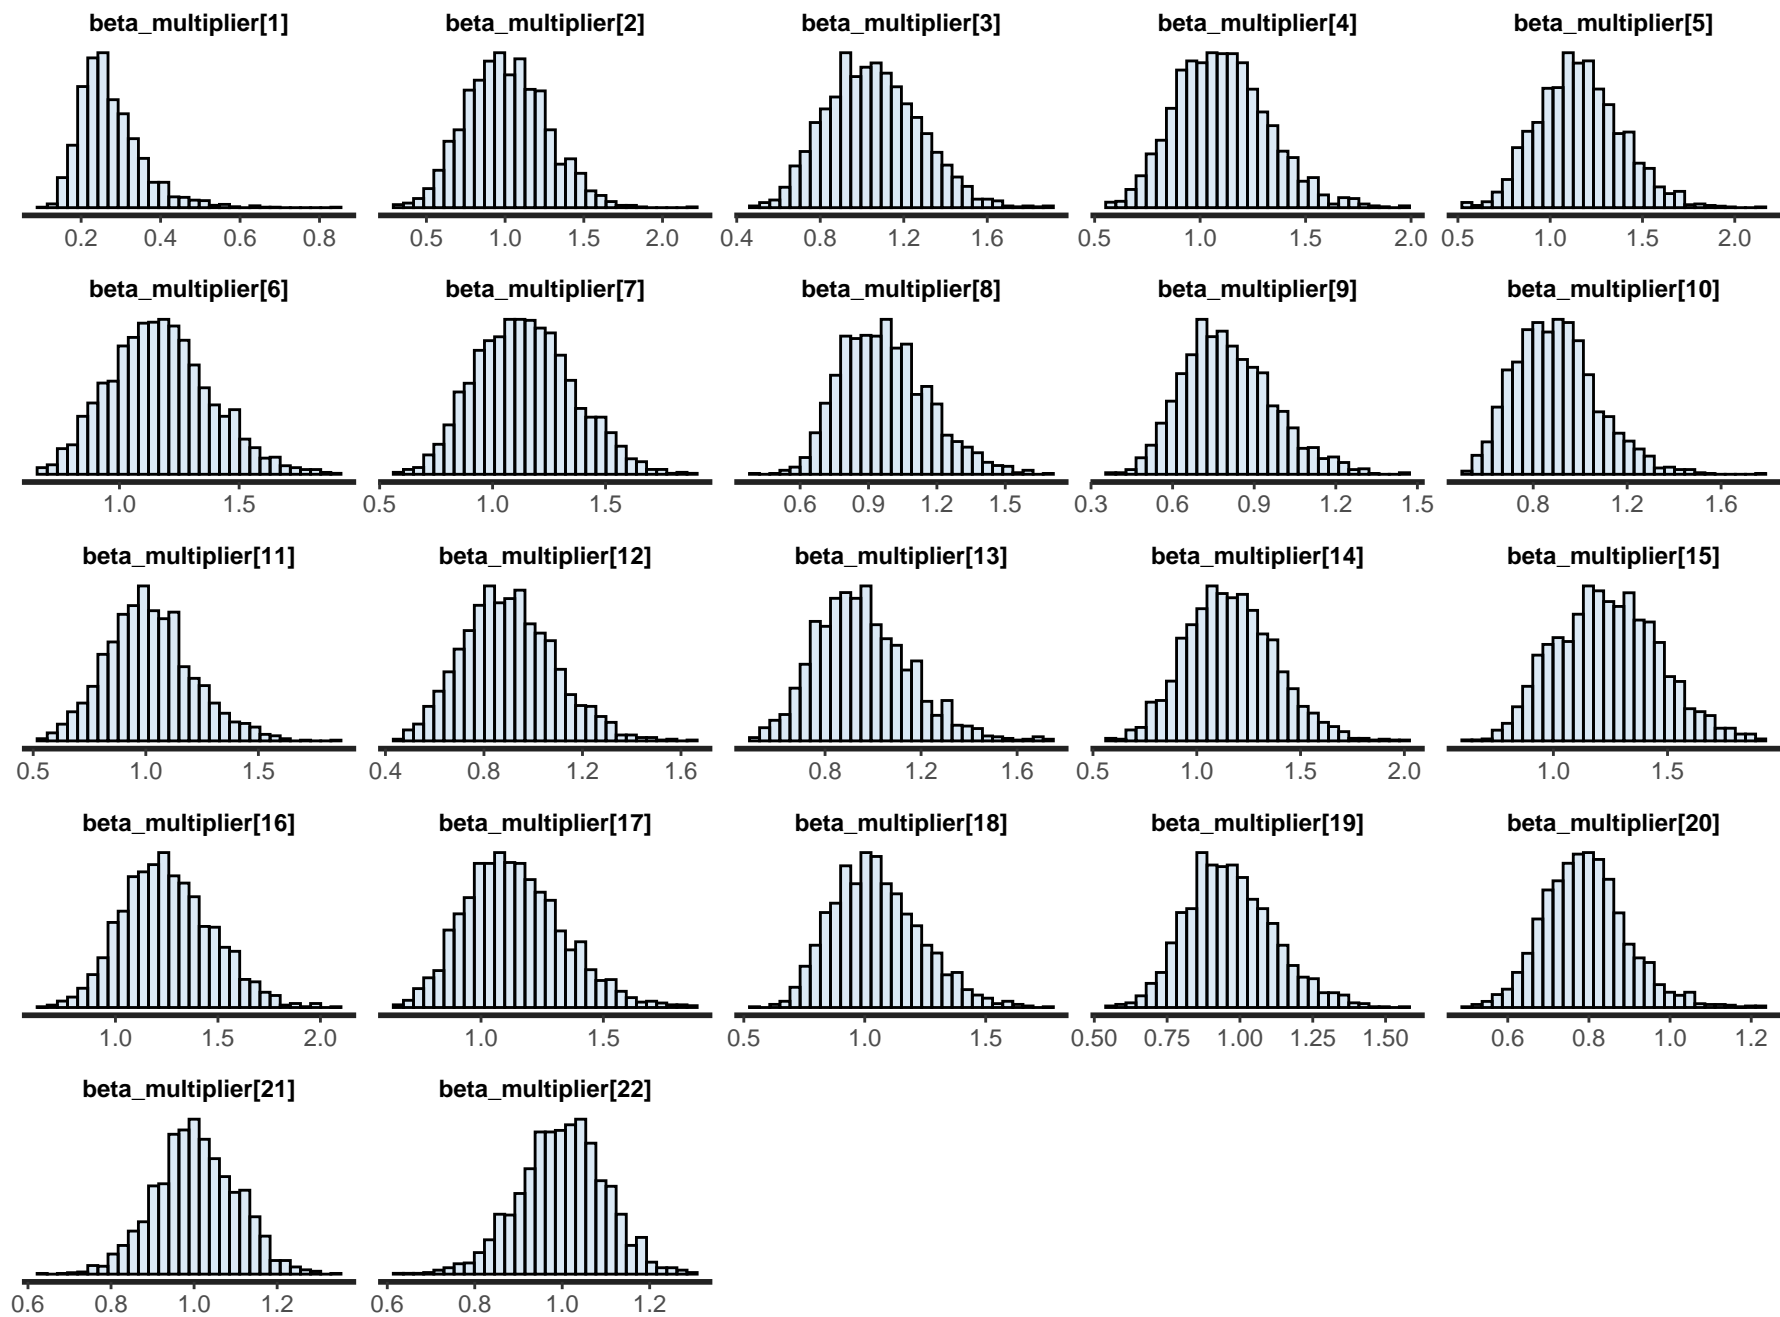 beta_multiplier[1] beta_multiplier[2] beta_multiplier[3] beta_multiplier[4] beta_multiplier[5]
0.2 0.4 0.6 0.8 0.5 1.0 1.5 2.0 0.4 0.8 1.2 1.6 0.5 1.0 1.5 2.0 0.5 1.0 1.5 2.0
beta_multiplier[6] beta_multiplier[7] beta_multiplier[8] beta_multiplier[9] beta_multiplier[10]
1.0 1.5 0.5 1.0 1.5 0.6 0.9 1.2 1.5 0.3 0.6 0.9 1.2 1.5 0.8 1.2 1.6
beta_multiplier[11] beta_multiplier[12] beta_multiplier[13] beta_multiplier[14] beta_multiplier[15]
0.5 1.0 1.5 0.4 0.8 1.2 1.6 0.8 1.2 1.6 0.5 1.0 1.5 2.0 1.0 1.5
beta_multiplier[16] beta_multiplier[17] beta_multiplier[18] beta_multiplier[19] beta_multiplier[20]
1.0 1.5 2.0 1.0 1.5 0.5 1.0 1.5 0.50 0.75 1.00 1.25 1.50 0.6 0.8 1.0 1.2
beta_multiplier[21] beta_multiplier[22]
0.6 0.8 1.0 1.2 0.6 0.8 1.0 1.2